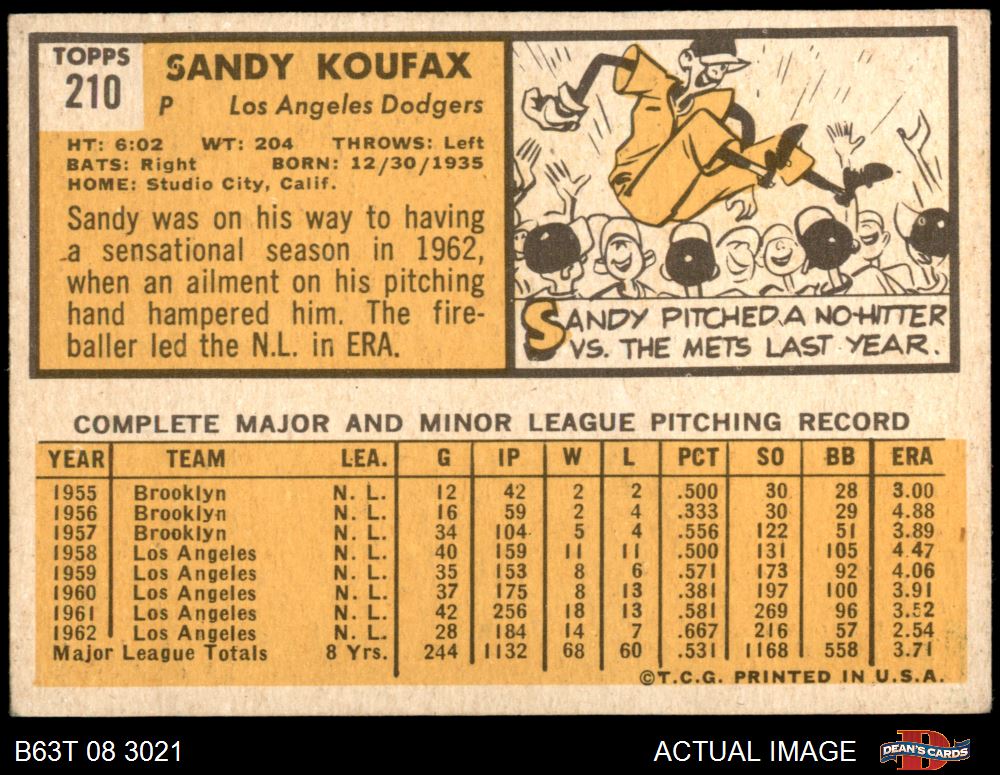 TOPPS
210
SANDY KOUFAX
P Los Angeles Dodgers
HT: 6:02 WT: 204 THROWS: Left
BATS: Right BORN: 12/30/1935
HOME: Studio City, Calif.
Sandy was on his way to having
a sensational season in 1962,
when an ailment on his pitching
hand hampered him. The fire-
baller led the N.L. in ERA.
SANDY PITCHED A NO-HITTER
VS. THE METS LAST YEAR.
COMPLETE MAJOR AND MINOR LEAGUE PITCHING RECORD
YEAR TEAM LEA. G IP W L PCT SO BB ERA
1955 Brooklyn N. L. 12 42 2 2 .500 30 28 3.00
1956 Brooklyn N. L. 16 59 2 4 .333 30 29 4.88
1957 Brooklyn N. L. 34 104 5 4 .556 122 51 3.89
1958 Los Angeles N. L. 40 159 11 11 .500 131 105 4.47
1959 Los Angeles N. L. 35 153 8 6 .571 173 92 4.06
1960 Los Angeles N. L. 37 175 8 13 .381 197 100 3.91
1961 Los Angeles N. L. 42 256 18 13 .581 269 96 3.52
1962 Los Angeles N. L. 28 184 14 7 .667 216 57 2.54
Major League Totals 8 Yrs. 244 1132 68 60 .531 1168 558 3.71
©T.C.G. PRINTED IN U.S.A.
B63T 08 3021 ACTUAL IMAGE DEAN'S CARDS